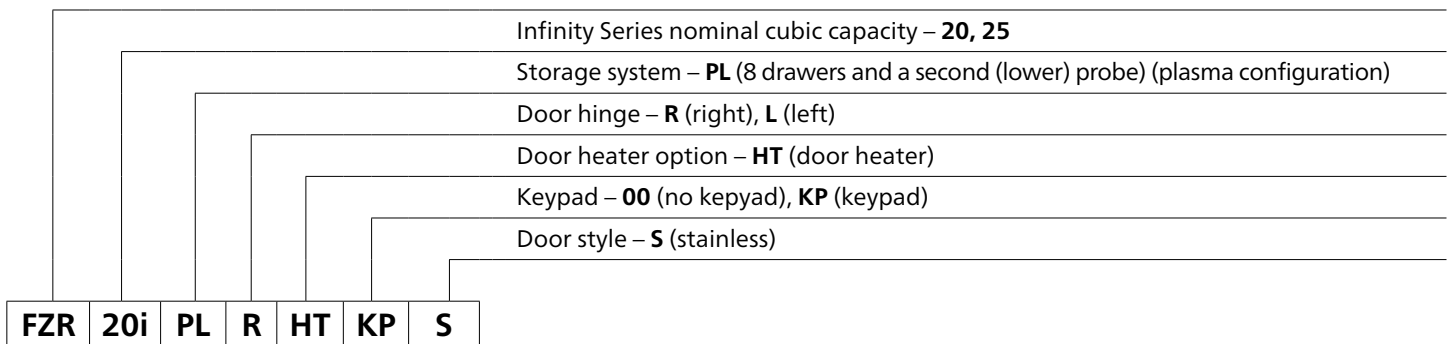 Infinity Series nominal cubic capacity – 20, 25
Storage system – PL (8 drawers and a second (lower) probe) (plasma configuration)
Door hinge – R (right), L (left)
Door heater option – HT (door heater)
Keypad – 00 (no kepyad), KP (keypad)
Door style – S (stainless)
FZR 20i PL R HT KP S